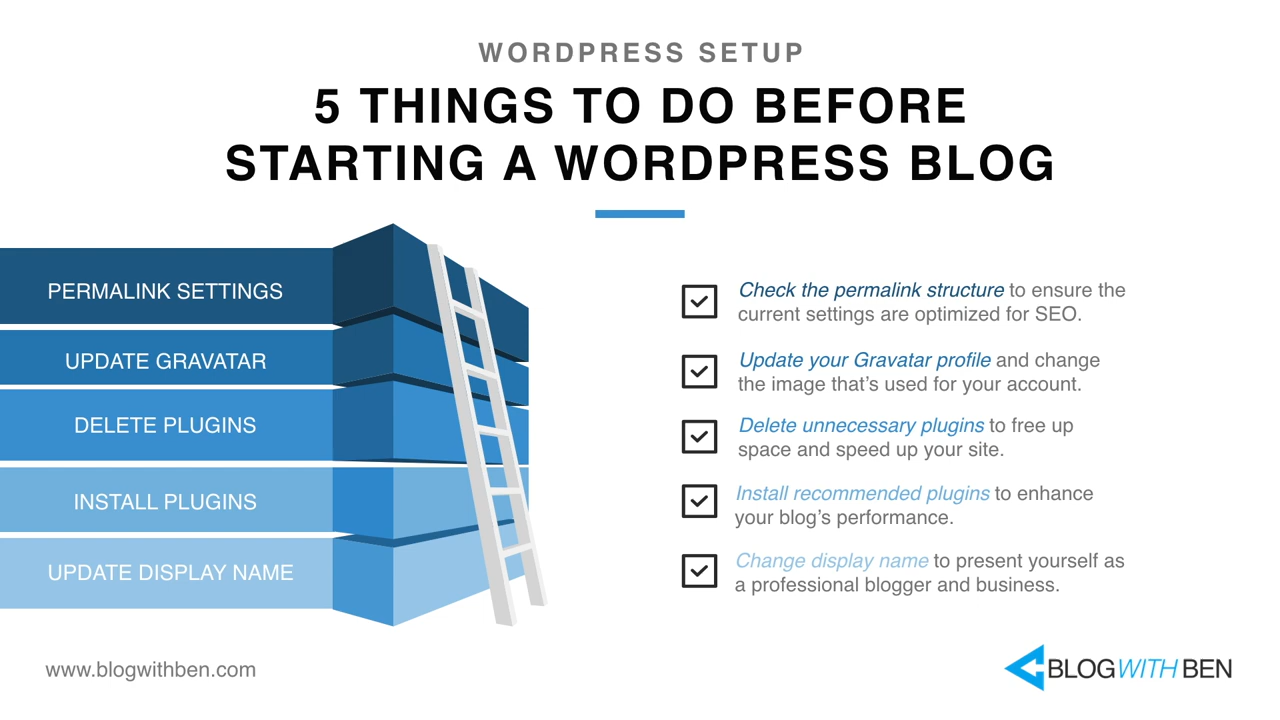 WORDPRESS SETUP
5 THINGS TO DO BEFORE
STARTING A WORDPRESS BLOG
PERMALINK SETTINGS
UPDATE GRAVATAR
DELETE PLUGINS
INSTALL PLUGINS
UPDATE DISPLAY NAME
Check the permalink structure to ensure the
current settings are optimized for SEO.
Update your Gravatar profile and change
the image that’s used for your account.
Delete unnecessary plugins to free up
space and speed up your site.
Install recommended plugins to enhance
your blog’s performance.
Change display name to present yourself as
a professional blogger and business.
www.blogwithben.com
BLOGWITHBEN